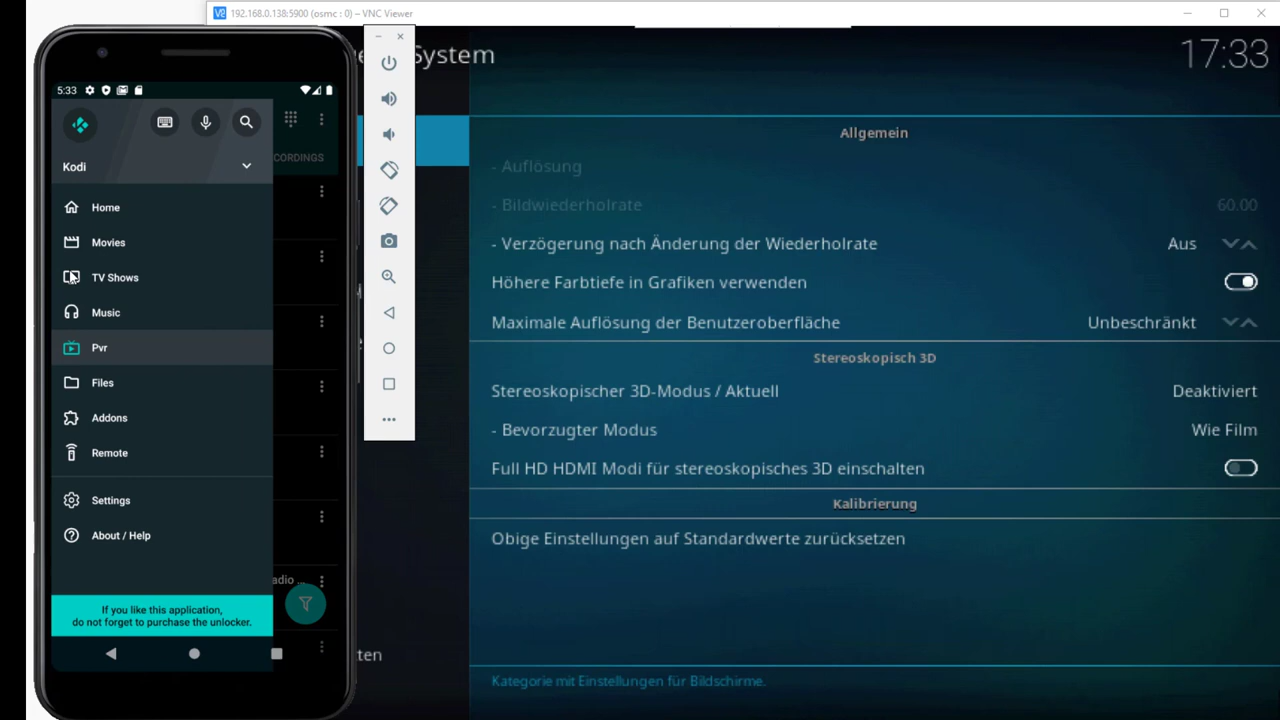 192.168.0.138:5900 (osmc : 0) – VNC Viewer
System
17:33
5:33
Kodi
CORDINGS
Home
Movies
TV Shows
Music
Pvr
Files
Addons
Remote
Settings
About / Help
adio ...
If you like this application,
do not forget to purchase the unlocker.
Allgemein
- Auflösung
- Bildwiederholrate 60.00
- Verzögerung nach Änderung der Wiederholrate Aus
Höhere Farbtiefe in Grafiken verwenden
Maximale Auflösung der Benutzeroberfläche Unbeschränkt
Stereoskopisch 3D
Stereoskopischer 3D-Modus / Aktuell Deaktiviert
- Bevorzugter Modus Wie Film
Full HD HDMI Modi für stereoskopisches 3D einschalten
Kalibrierung
Obige Einstellungen auf Standardwerte zurücksetzen
ten
Kategorie mit Einstellungen für Bildschirme.